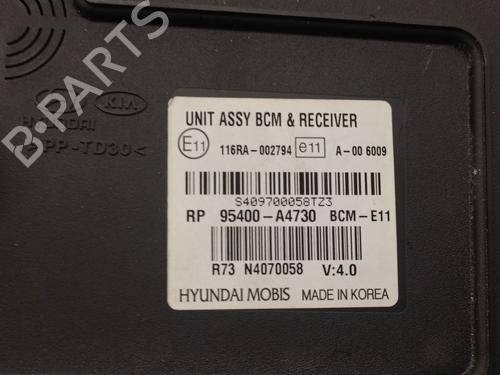 B-PARTS
KIA
HYUNDAI
>PP-TD30<
UNIT ASSY BCM & RECEIVER
E11 116RA-002794 e11 A-00 6009
S409700058TZ3
RP 95400-A4730 BCM-E11
R73 N4070058 V:4.0
HYUNDAI MOBIS MADE IN KOREA